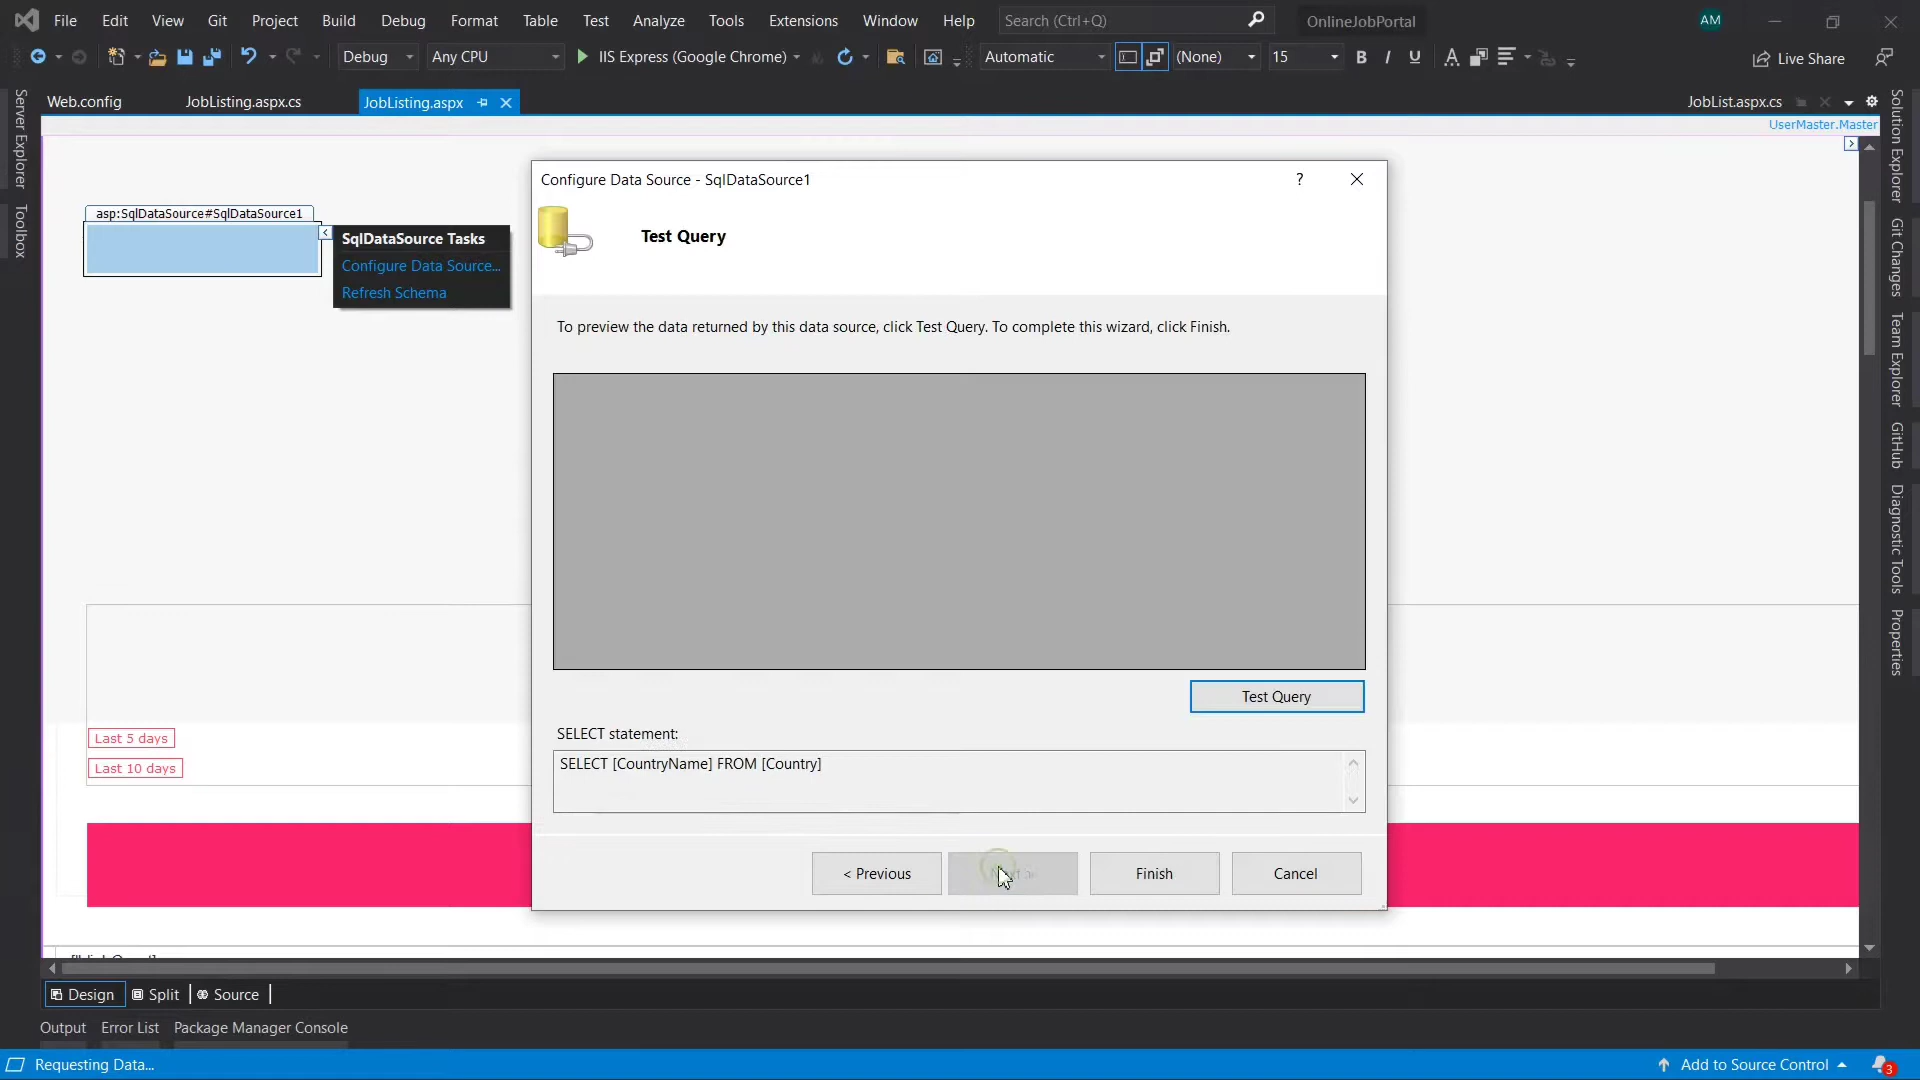 File Edit View Git Project Build Debug Format Table Test Analyze Tools Extensions Window Help Search (Ctrl+Q) OnlineJobPortal AM
Debug Any CPU IIS Express (Google Chrome) Automatic (None) 15 B I U A Live Share
Web.config JobListing.aspx.cs JobListing.aspx JobList.aspx.cs
UserMaster.Master
Server Explorer
Toolbox
Solution Explorer
Git Changes
Team Explorer
GitHub
Diagnostic Tools
Properties
asp:SqlDataSource#SqlDataSource1
SqlDataSource Tasks
Configure Data Source...
Refresh Schema
Configure Data Source - SqlDataSource1 ?
Test Query
To preview the data returned by this data source, click Test Query. To complete this wizard, click Finish.
Test Query
SELECT statement:
SELECT [CountryName] FROM [Country]
< Previous Finish Cancel
Last 5 days
Last 10 days
Design Split Source
Output Error List Package Manager Console
Requesting Data... Add to Source Control 3